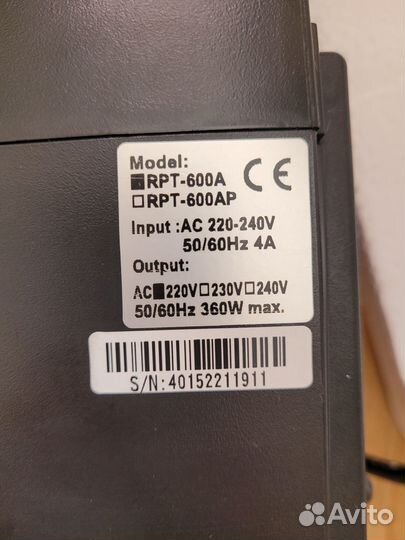 Model:
■RPT-600A CE
□RPT-600AP
Input :AC 220-240V
50/60Hz 4A
Output:
AC■220V□230V□240V
50/60Hz 360W max.
S/N:40152211911
Avito